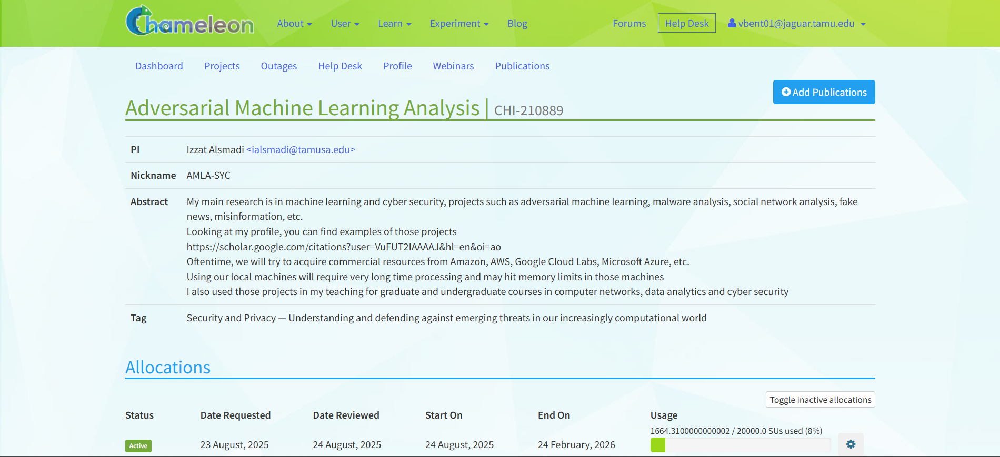 Chameleon
About User Learn Experiment Blog Forums Help Desk vbent01@jaguar.tamu.edu
Dashboard Projects Outages Help Desk Profile Webinars Publications
Add Publications
Adversarial Machine Learning Analysis | CHI-210889
PI Izzat Alsmadi <ialsmadi@tamusa.edu>
Nickname AMLA-SYC
Abstract My main research is in machine learning and cyber security, projects such as adversarial machine learning, malware analysis, social network analysis, fake
news, misinformation, etc.
Looking at my profile, you can find examples of those projects
https://scholar.google.com/citations?user=VuFUT2IAAAAJ&hl=en&oi=ao
Oftentime, we will try to acquire commercial resources from Amazon, AWS, Google Cloud Labs, Microsoft Azure, etc.
Using our local machines will require very long time processing and may hit memory limits in those machines
I also used those projects in my teaching for graduate and undergraduate courses in computer networks, data analytics and cyber security
Tag Security and Privacy — Understanding and defending against emerging threats in our increasingly computational world
Allocations
Toggle inactive allocations
Status Date Requested Date Reviewed Start On End On Usage
1664.3100000000002 / 20000.0 SUs used (8%)
Active 23 August, 2025 24 August, 2025 24 August, 2025 24 February, 2026